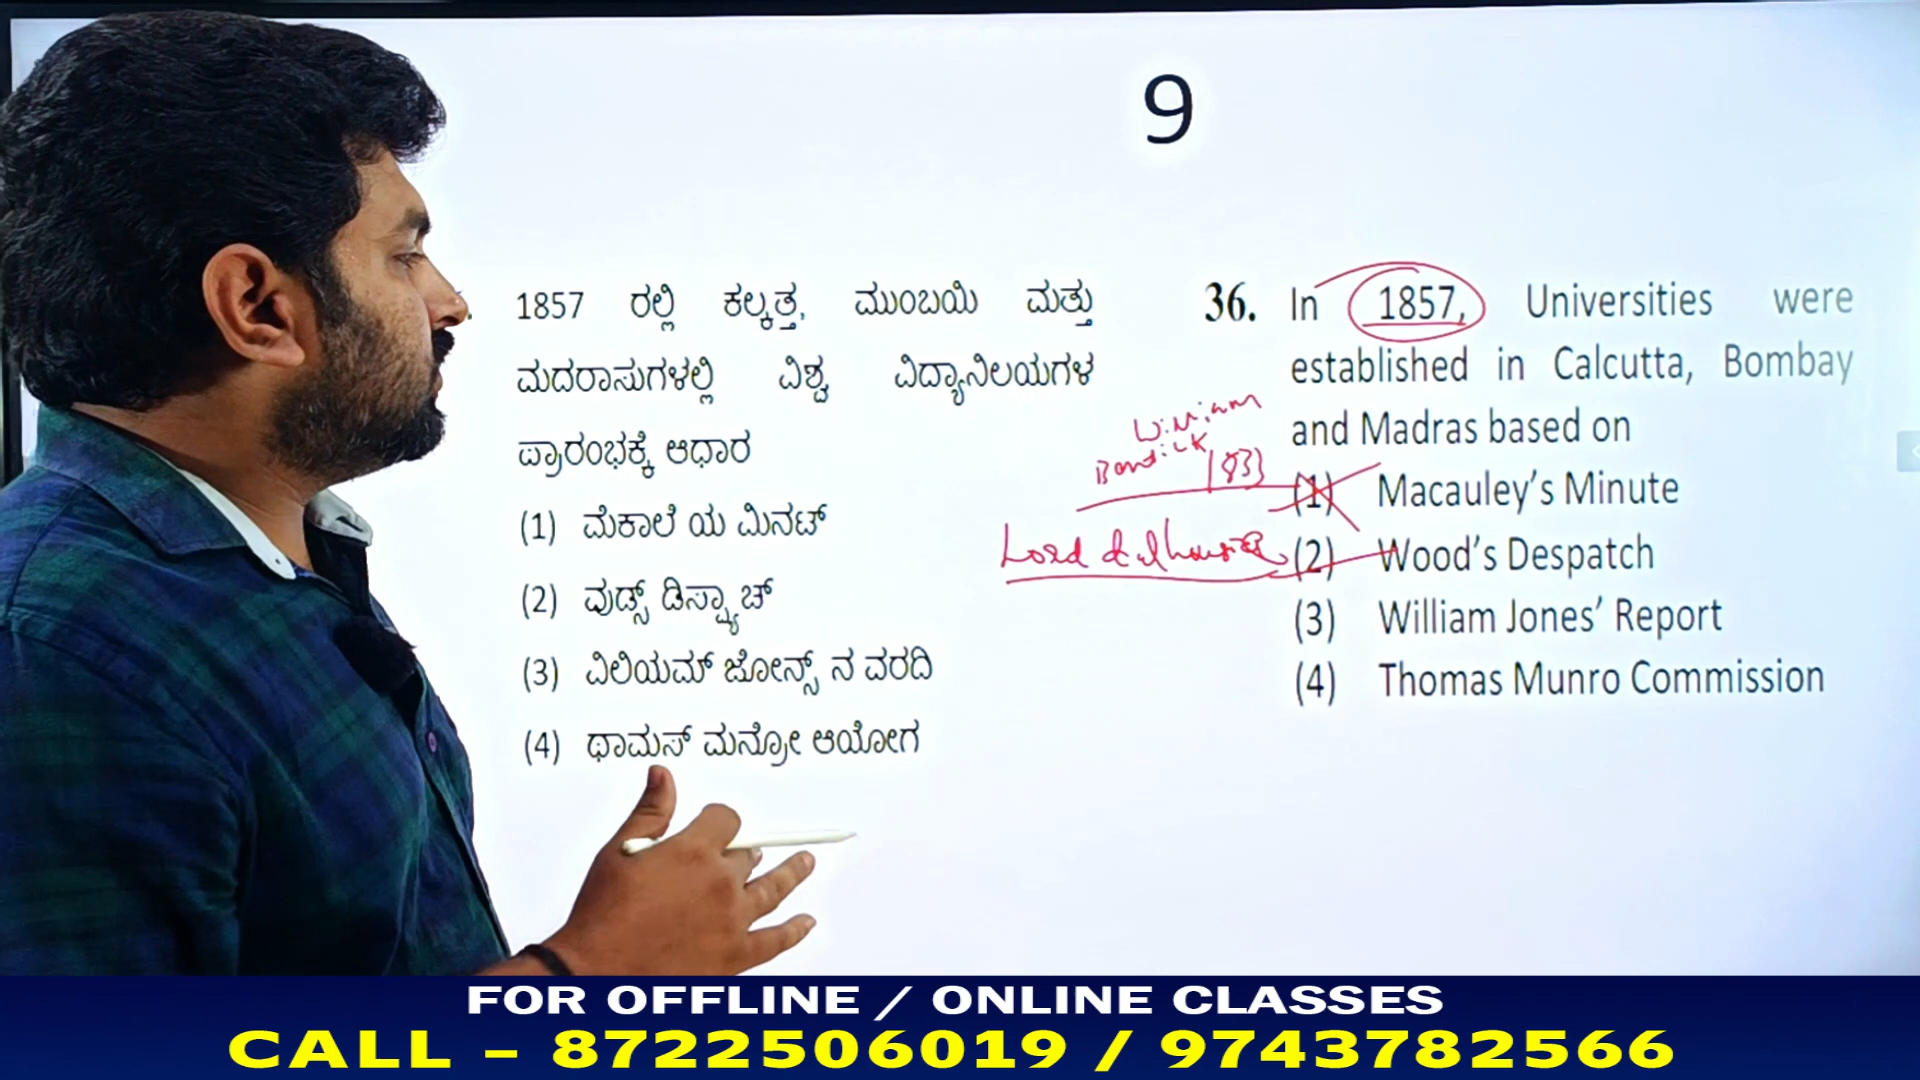 9
1857 ರಲ್ಲಿ ಕಲ್ಕತ್ತ, ಮುಂಬಯಿ ಮತ್ತು
ಮದರಾಸುಗಳಲ್ಲಿ ವಿಶ್ವ ವಿದ್ಯಾನಿಲಯಗಳ
ಪ್ರಾರಂಭಕ್ಕೆ ಆಧಾರ
(1) ಮೆಕಾಲೆ ಯ ಮಿನಟ್
(2) ವುಡ್ಸ್ ಡಿಸ್ಪ್ಯಾಚ್
(3) ವಿಲಿಯಮ್ ಜೋನ್ಸ್ ನ ವರದಿ
(4) ಥಾಮಸ್ ಮನ್ರೋ ಆಯೋಗ
36. In 1857, Universities were
established in Calcutta, Bombay
and Madras based on
William
1833
(1) Macauley's Minute
Lord
(2) Wood's Despatch
(3) William Jones' Report
(4) Thomas Munro Commission
FOR OFFLINE / ONLINE CLASSES
CALL – 8722506019 / 9743782566